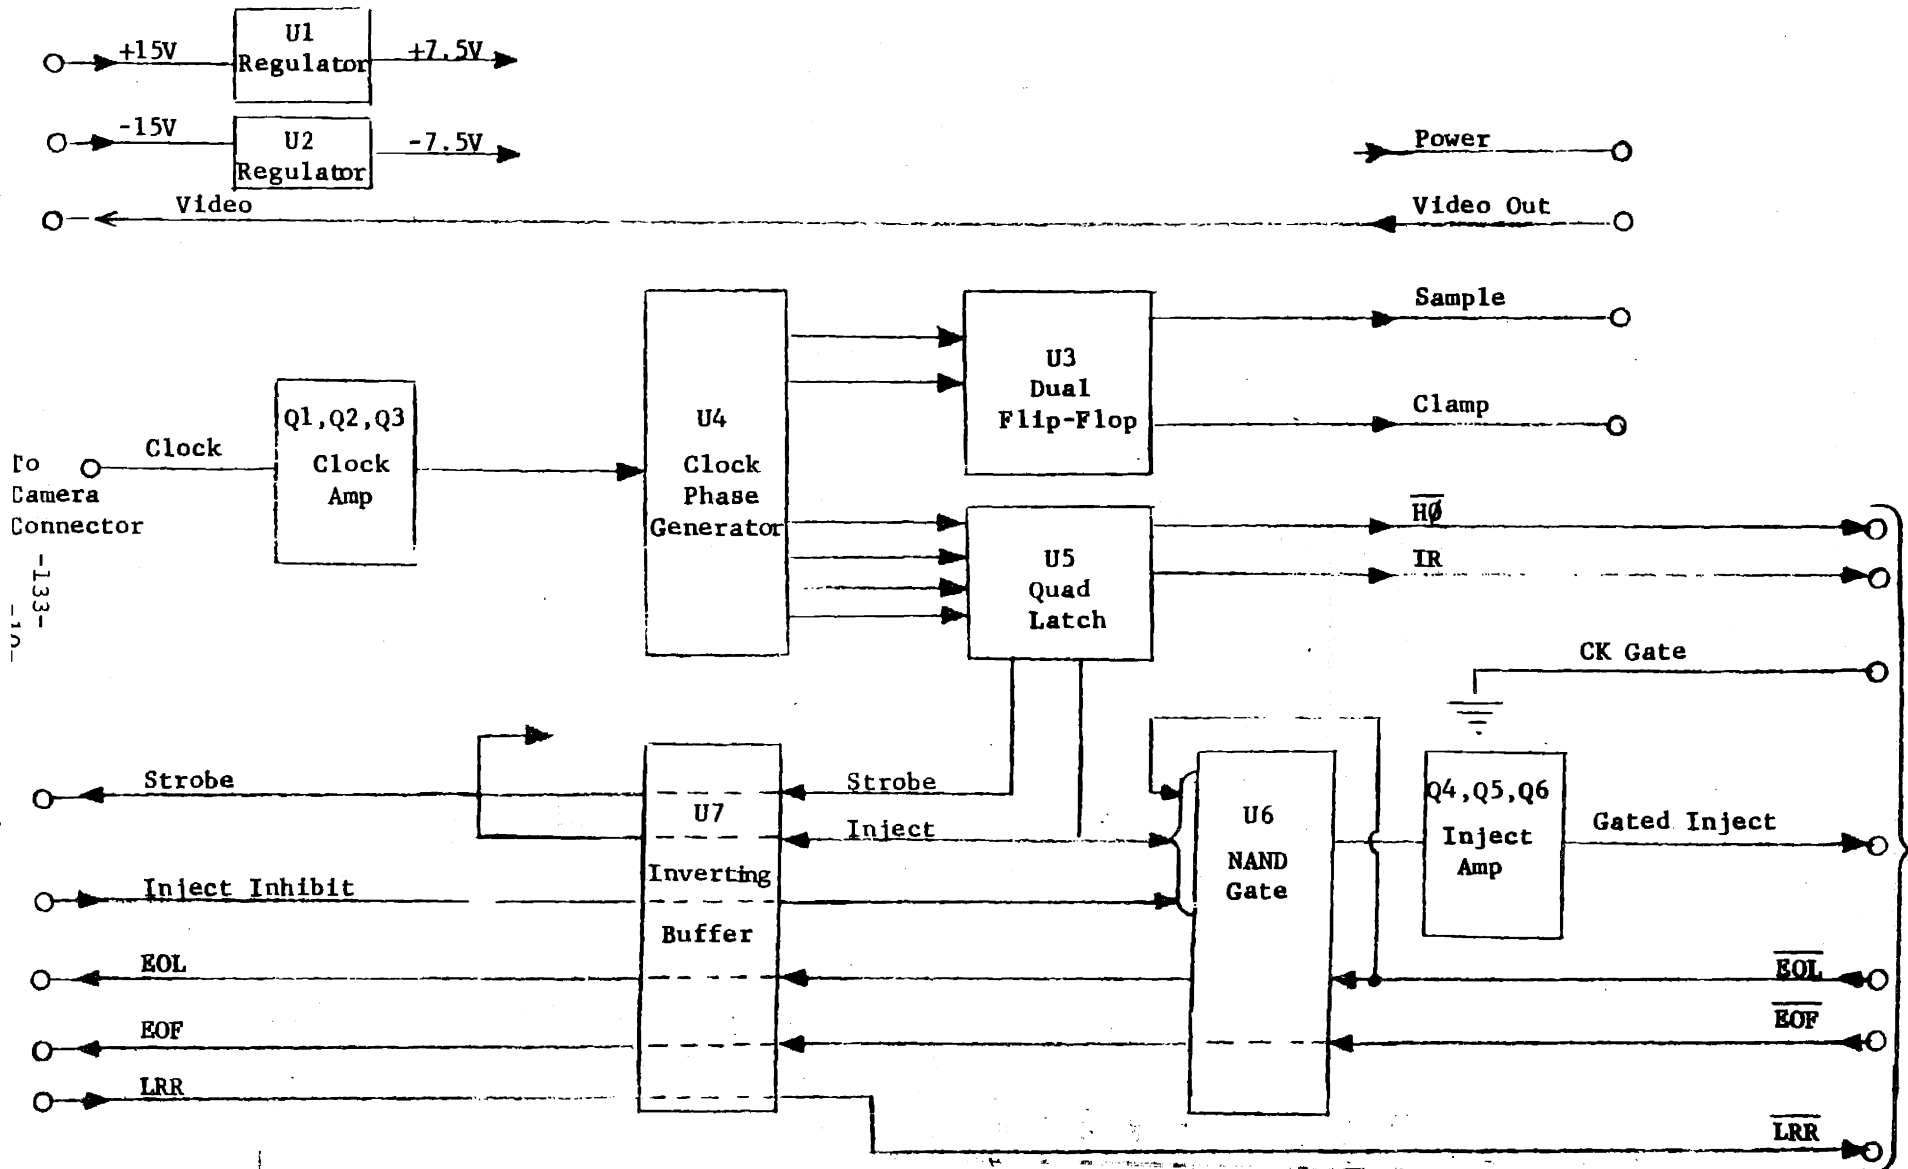 +15V
U1
Regulator
+7.5V
-15V
U2
Regulator
-7.5V
Power
Video
Video Out
Sample
U3
Dual
Flip-Flop
Clamp
Q1,Q2,Q3
Clock
Amp
U4
Clock
Phase
Generator
Clock
To
Camera
Connector
-133-
H∅
IR
U5
Quad
Latch
CK Gate
Strobe
Strobe
U7
Inverting
Buffer
Inject
U6
NAND
Gate
Q4,Q5,Q6
Inject
Amp
Gated Inject
Inject Inhibit
EOL
EOL
EOF
EOF
LRR
LRR